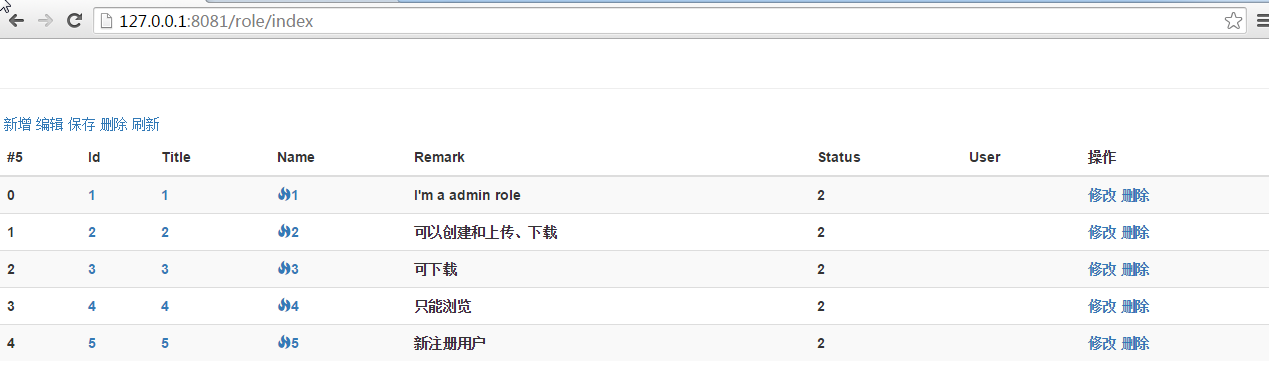 127.0.0.1:8081/role/index
新增 编辑 保存 删除 刷新
#5 Id Title Name Remark Status User 操作
0 1 1 1 I'm a admin role 2 修改 删除
1 2 2 2 可以创建和上传、下载 2 修改 删除
2 3 3 3 可下载 2 修改 删除
3 4 4 4 只能浏览 2 修改 删除
4 5 5 5 新注册用户 2 修改 删除